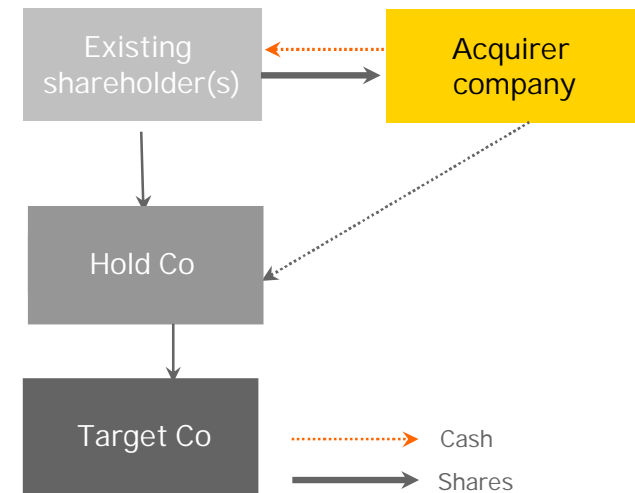 Existing
shareholder(s)
Acquirer
company
Hold Co
Target Co
Cash
Shares